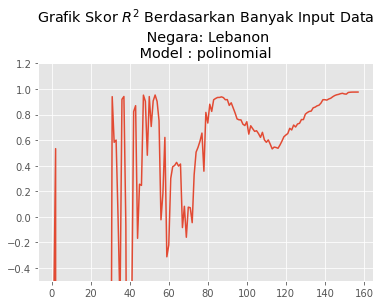 Grafik Skor R² Berdasarkan Banyak Input Data
Negara: Lebanon
Model : polinomial
1.2
1.0
0.8
0.6
0.4
0.2
0.0
−0.2
−0.4
0 20 40 60 80 100 120 140 160